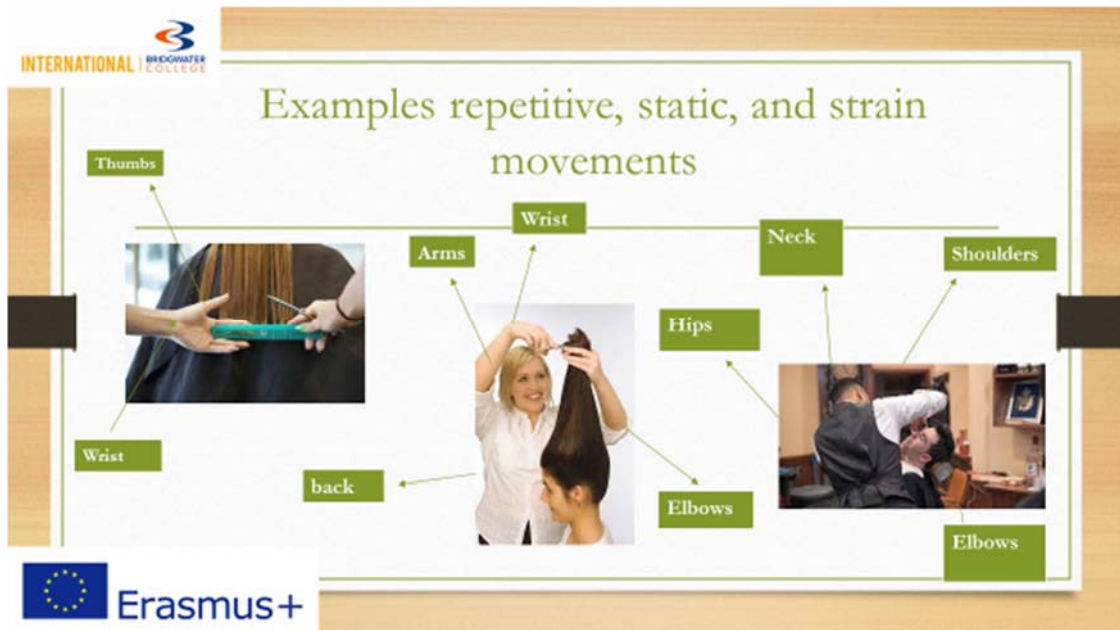 INTERNATIONAL
BRIDGWATER
COLLEGE
Examples repetitive, static, and strain
movements
Thumbs
Wrist
Arms
Neck
Shoulders
Hips
Wrist
back
Elbows
Elbows
Erasmus+